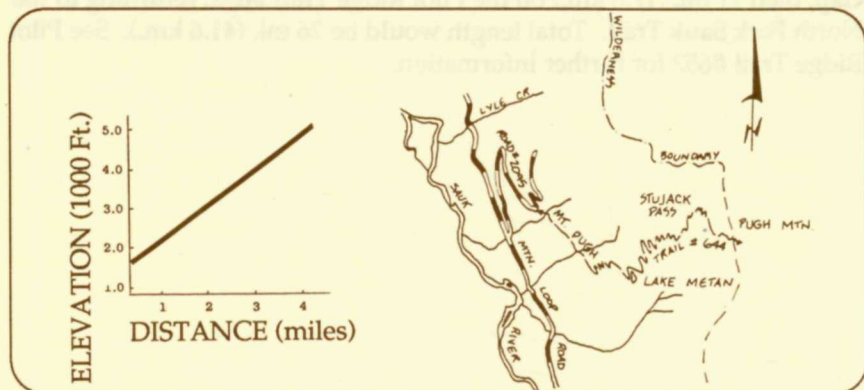 ELEVATION (1000 Ft.)
5.0
4.0
3.0
2.0
1.0
1 2 3 4
DISTANCE (miles)
WILDERNESS
BOUNDARY
N
LYLE CR.
ROAD # 2095
SAUK
RIVER
MTN.
LOOP
ROAD
MT. PUGH
TRAIL # 644
STUJACK
PASS
PUGH MTN.
LAKE METAN
North Fork Sauk Trail. Total length would be 26 mi. (41.6 km.). See Pilot
Ridge Trail #652 for further information.